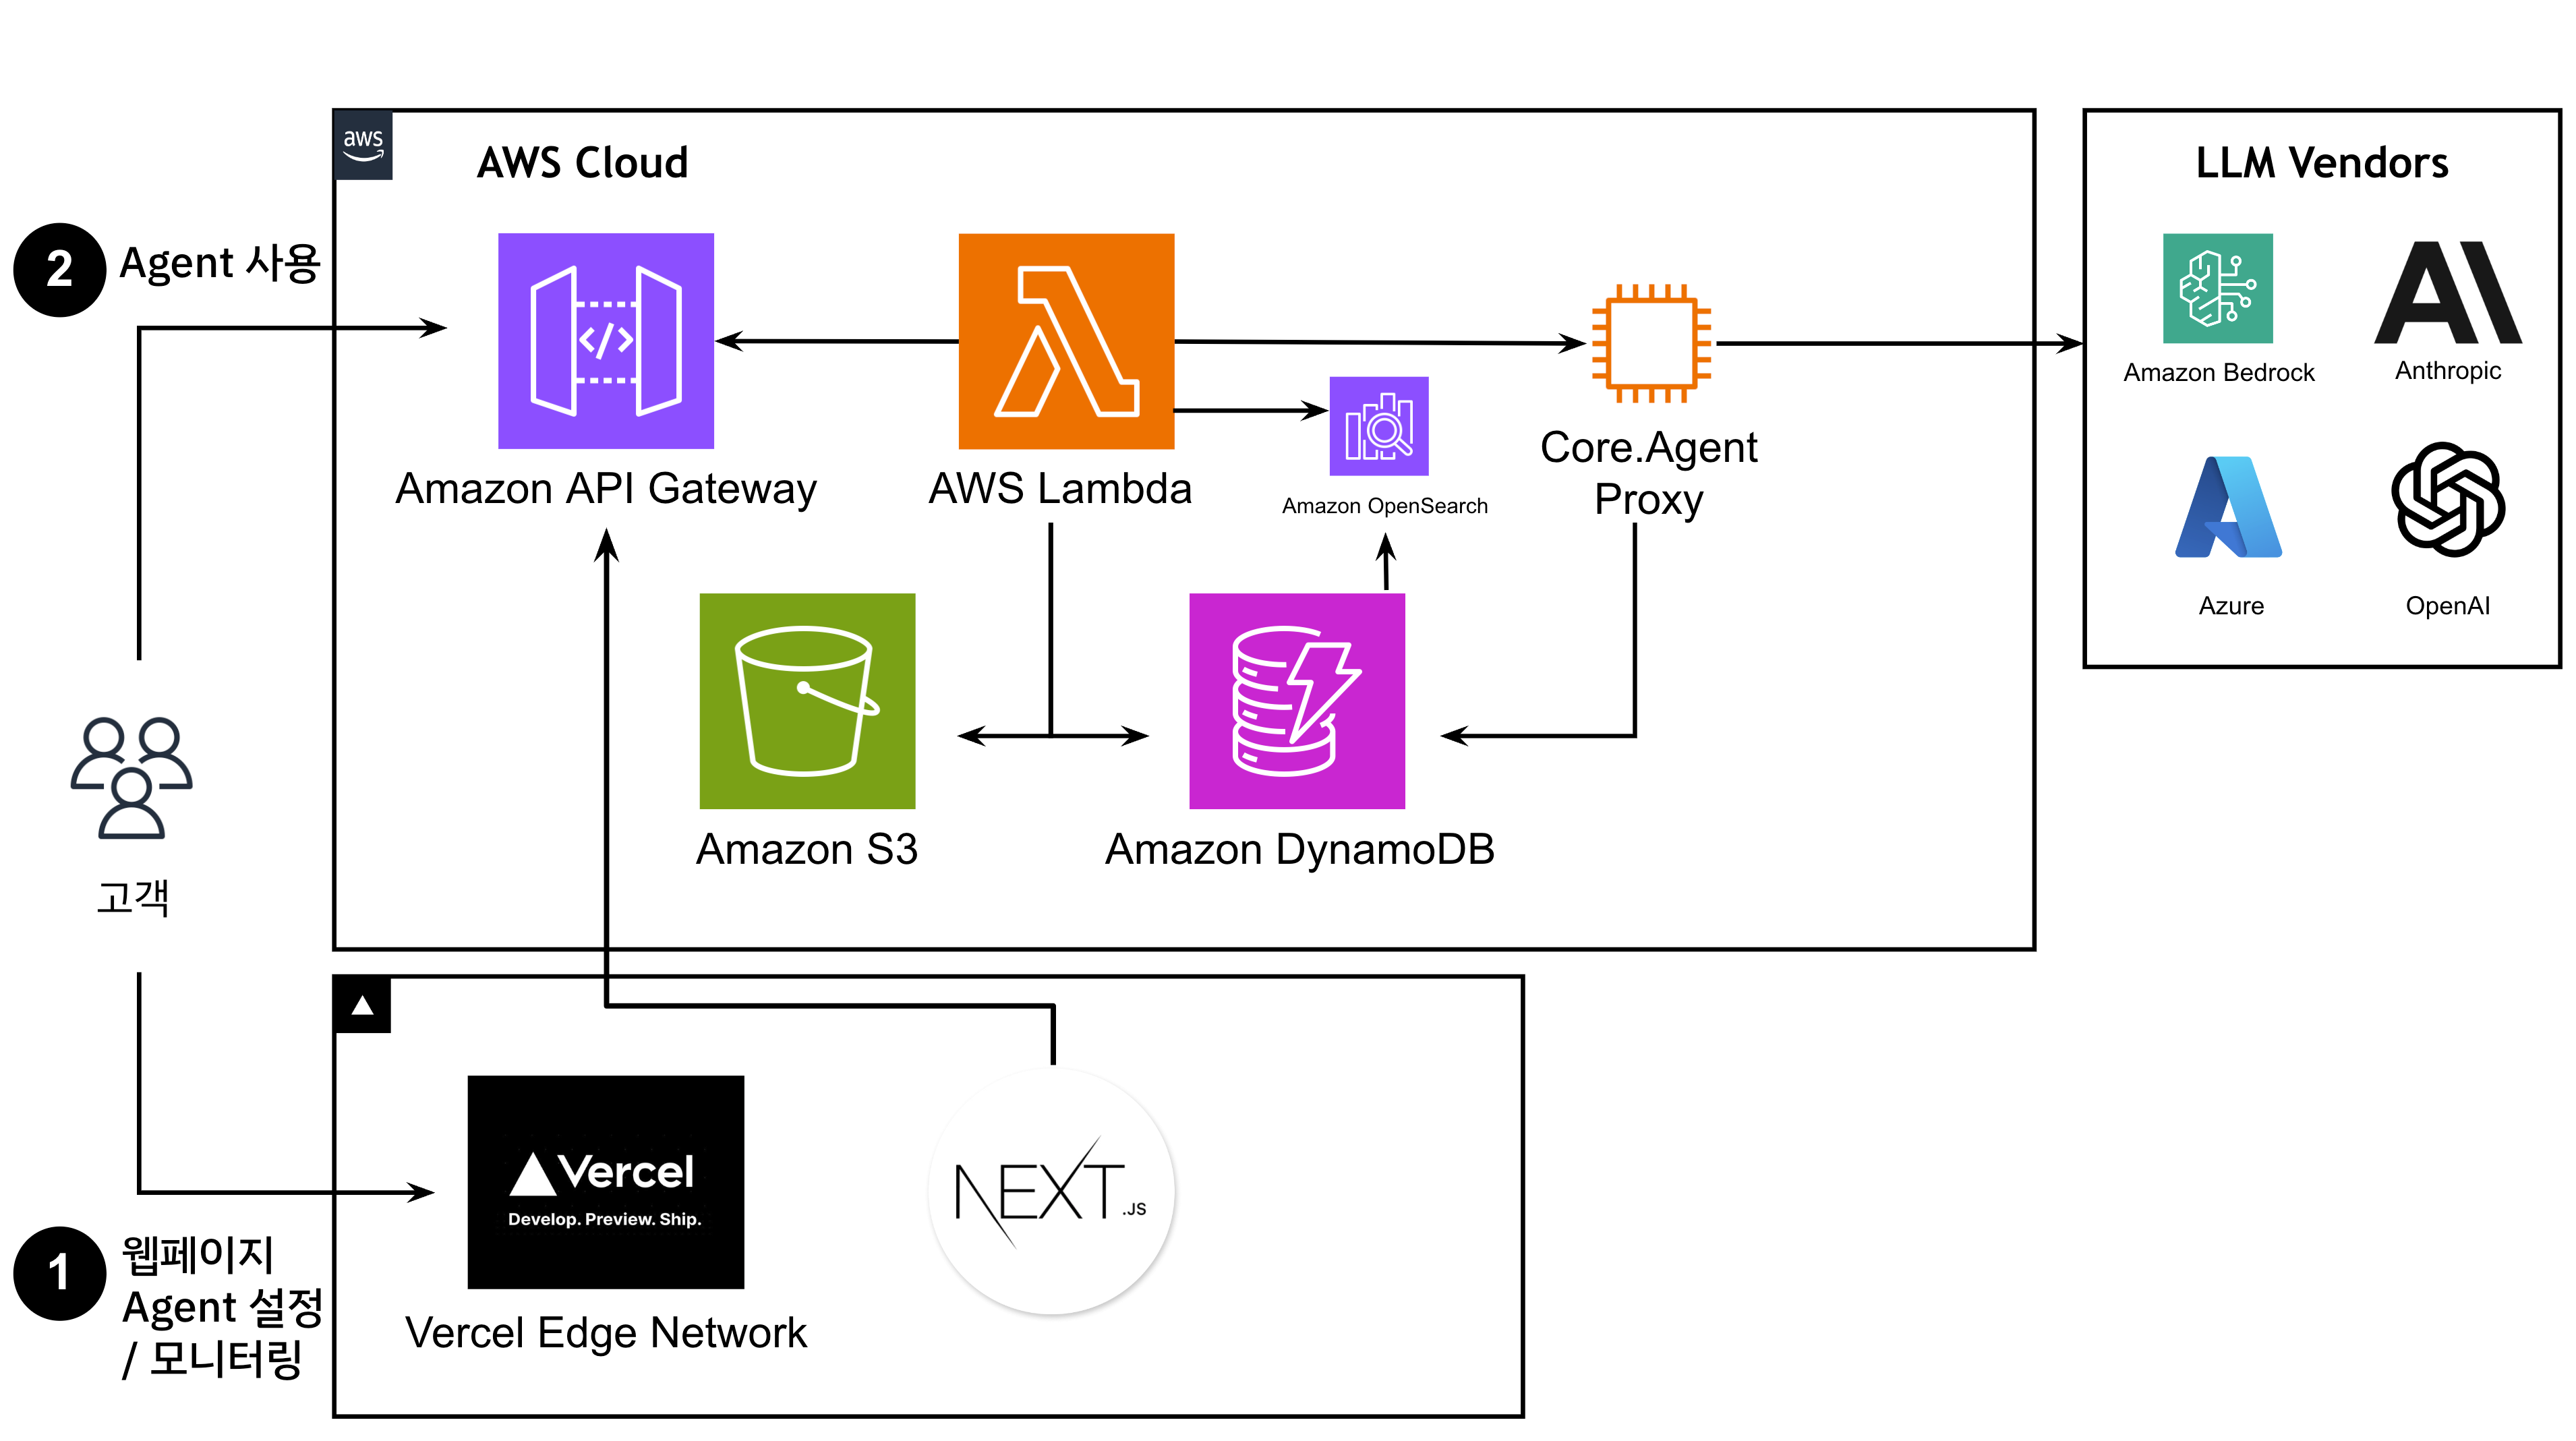 aws
AWS Cloud
LLM Vendors
2
Agent 사용
Amazon Bedrock
Anthropic
Amazon API Gateway
AWS Lambda
Amazon OpenSearch
Core.Agent
Proxy
Azure
OpenAI
Amazon S3
Amazon DynamoDB
고객
Vercel
Develop. Preview. Ship.
NEXT.JS
1
웹페이지
Agent 설정
/ 모니터링
Vercel Edge Network